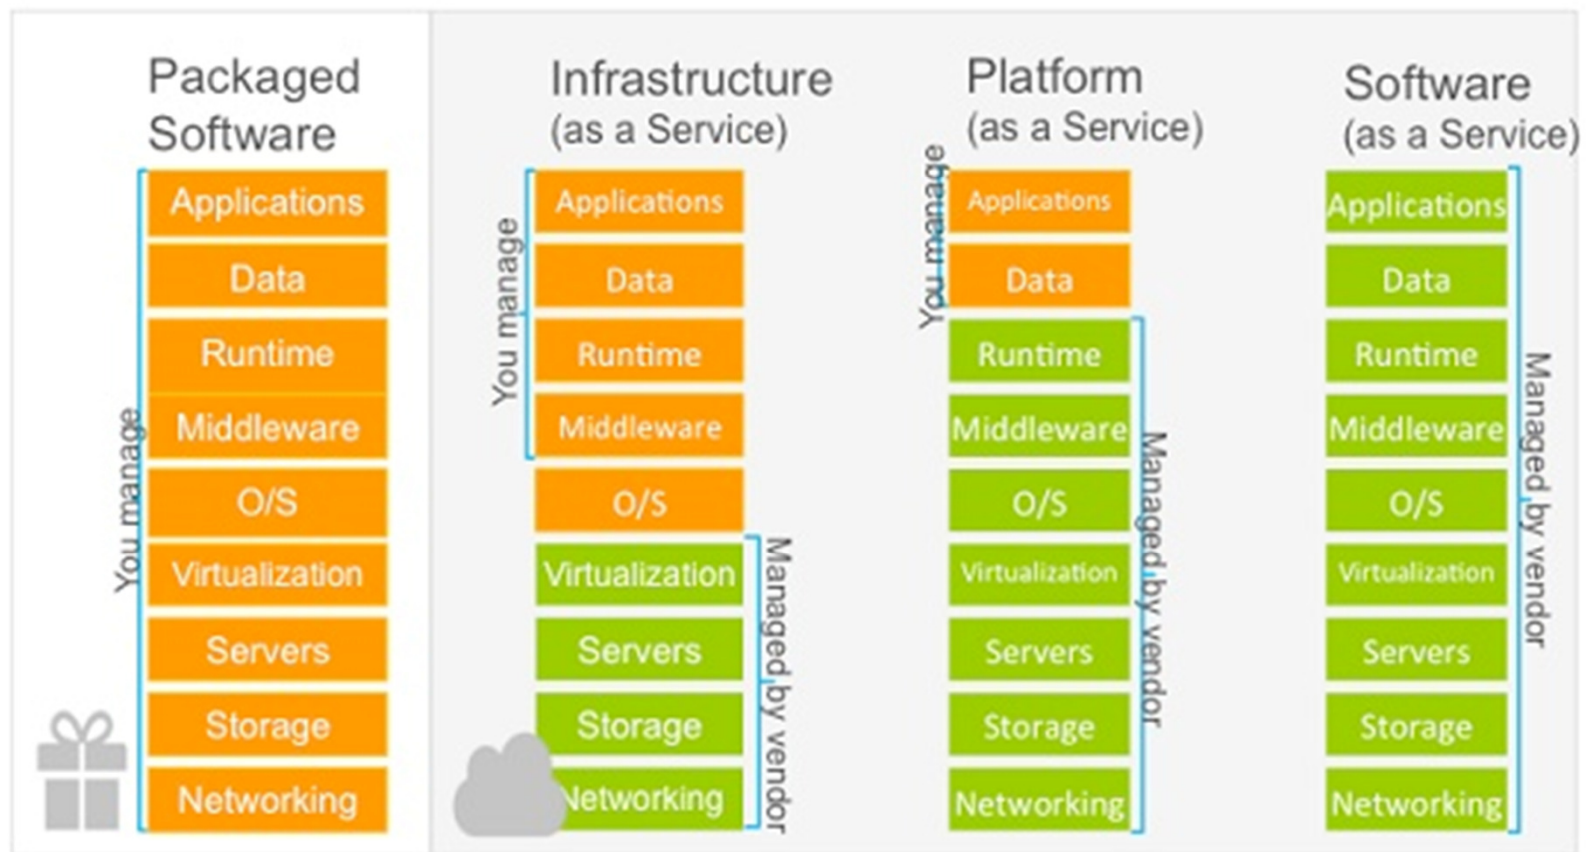 Packaged
Software
You manage
Applications
Data
Runtime
Middleware
O/S
Virtualization
Servers
Storage
Networking
Infrastructure
(as a Service)
You manage
Applications
Data
Runtime
Middleware
O/S
Virtualization
Servers
Storage
Networking
Managed by vendor
Platform
(as a Service)
You manage
Applications
Data
Runtime
Middleware
O/S
Virtualization
Servers
Storage
Networking
Managed by vendor
Software
(as a Service)
Applications
Data
Runtime
Middleware
O/S
Virtualization
Servers
Storage
Networking
Managed by vendor